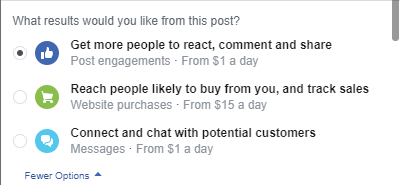 What results would you like from this post?
Get more people to react, comment and share
Post engagements · From $1 a day
Reach people likely to buy from you, and track sales
Website purchases · From $15 a day
Connect and chat with potential customers
Messages · From $1 a day
Fewer Options